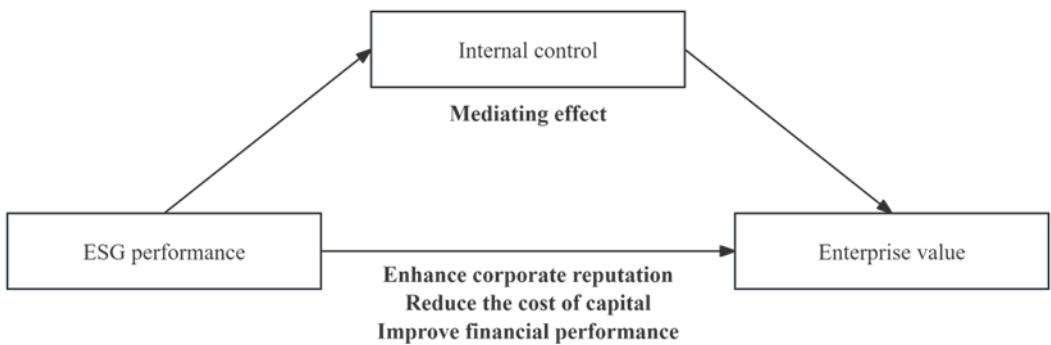 Internal control
Mediating effect
ESG performance
Enterprise value
Enhance corporate reputation
Reduce the cost of capital
Improve financial performance